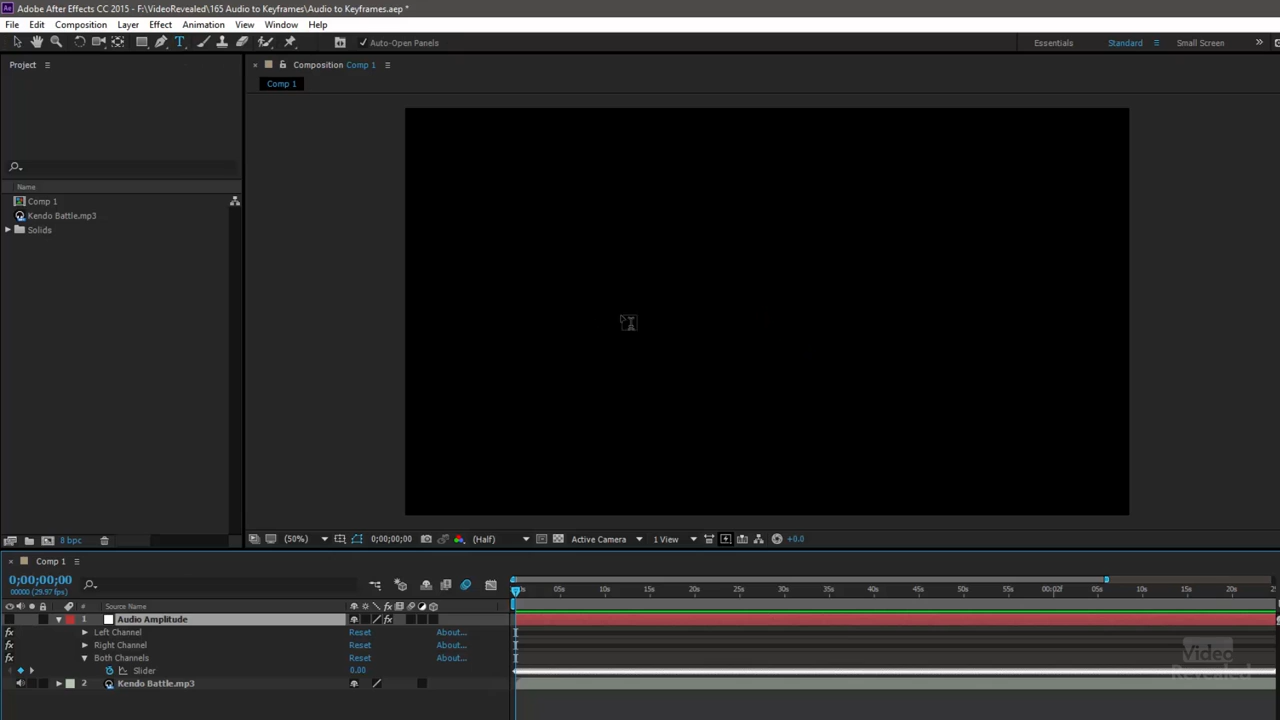 Adobe After Effects CC 2015 - F:\VideoRevealed\165 Audio to Keyframes\Audio to Keyframes.aep *
File Edit Composition Layer Effect Animation View Window Help
Auto-Open Panels Essentials Standard Small Screen
Project
Composition Comp 1
Comp 1
Name
Comp 1
Kendo Battle.mp3
Solids
8 bpc
(50%) 0;00;00;00 (Half) Active Camera 1 View +0.0
Comp 1
0;00;00;00
00000 (29.97 fps)
05s 10s 15s 20s 25s 30s 35s 40s 45s 50s 55s 00:02f 05s 10s 15s 20s
# Source Name
1 Audio Amplitude
Left Channel Reset About...
Right Channel Reset About...
Both Channels Reset About...
Slider 0.00
2 Kendo Battle.mp3
Video
Revealed